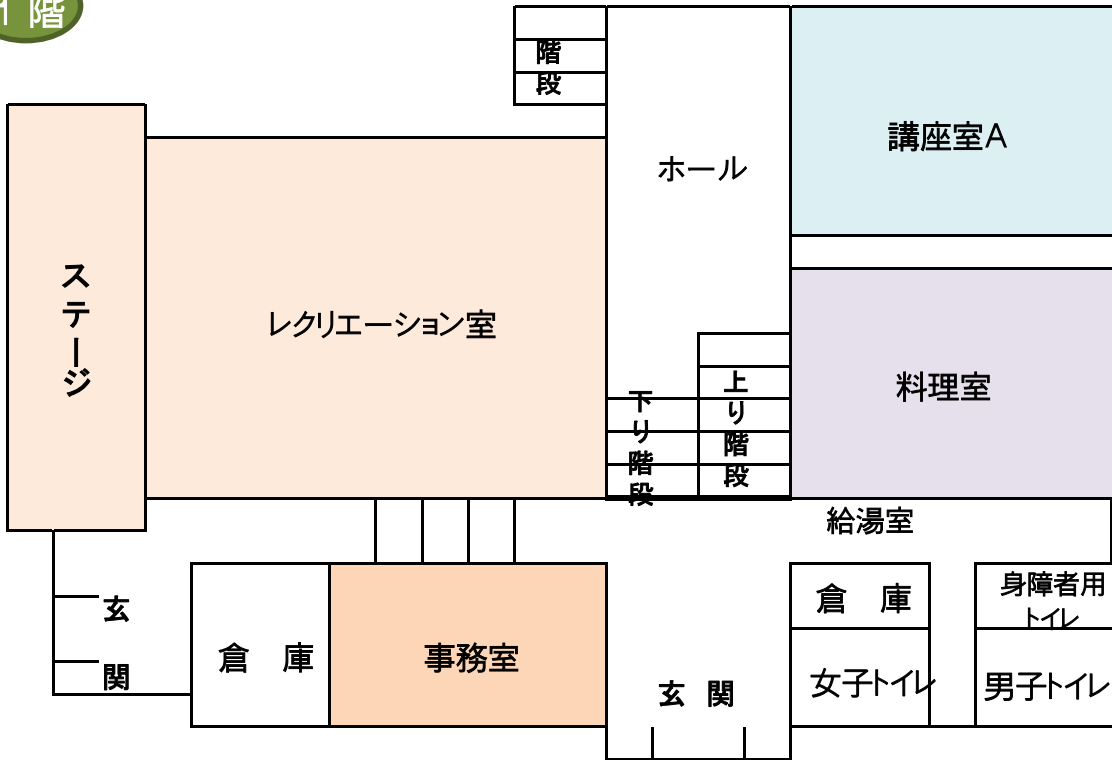 1 階
階段
講座室A
ホール
ステージ
レクリエーション室
上り階段
下り階段
料理室
給湯室
玄関
倉　庫
事務室
玄 関
倉　庫
女子トイレ
身障者用
トイレ
男子トイレ